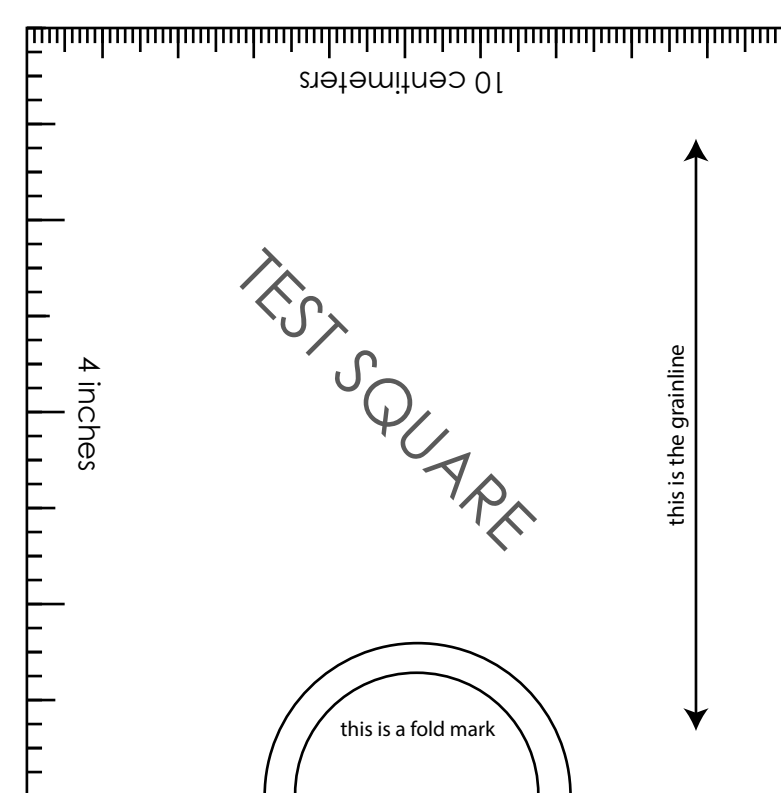 10 centimeters
TEST SQUARE
4 inches
this is the grainline
this is a fold mark